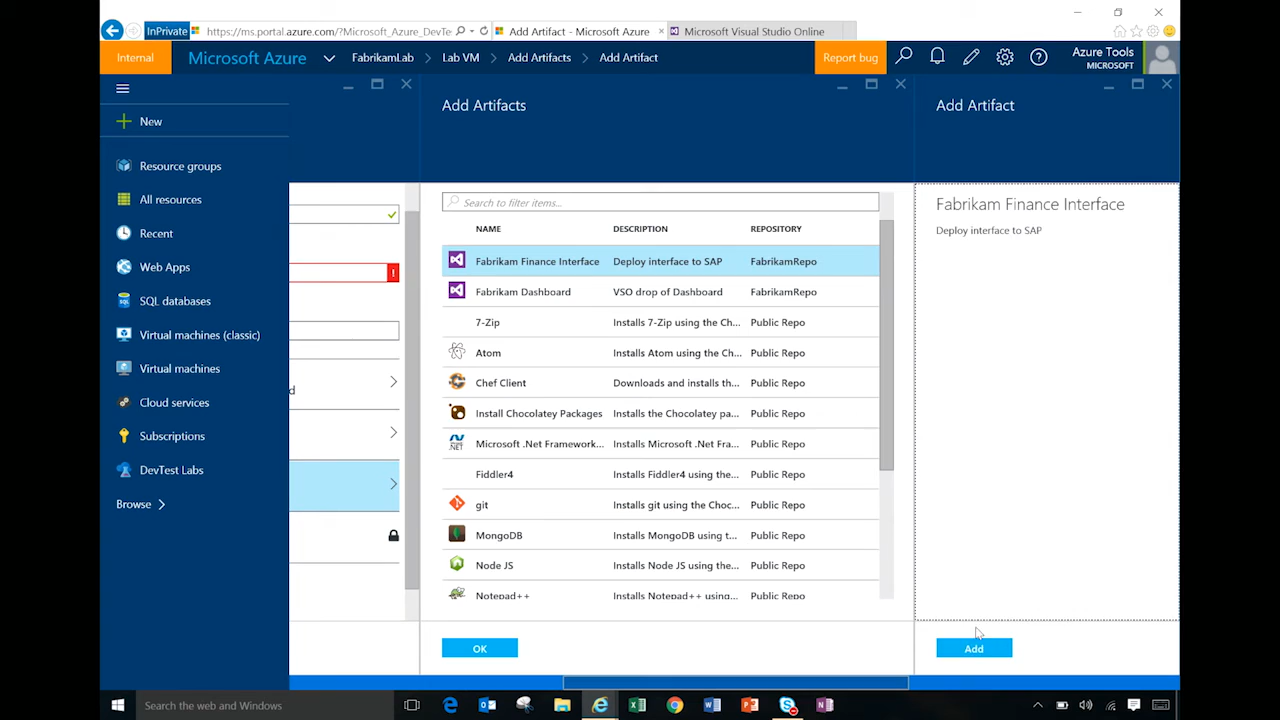 InPrivate
https://ms.portal.azure.com/?Microsoft_Azure_DevTe
Add Artifact - Microsoft Azure
Microsoft Visual Studio Online
Internal
Microsoft Azure
FabrikamLab
Lab VM
Add Artifacts
Add Artifact
Report bug
Azure Tools
MICROSOFT
New
Resource groups
All resources
Recent
Web Apps
SQL databases
Virtual machines (classic)
Virtual machines
Cloud services
Subscriptions
DevTest Labs
Browse
d
Add Artifacts
Search to filter items...
NAME DESCRIPTION REPOSITORY
Fabrikam Finance Interface Deploy interface to SAP FabrikamRepo
Fabrikam Dashboard VSO drop of Dashboard FabrikamRepo
7-Zip Installs 7-Zip using the Ch... Public Repo
Atom Installs Atom using the Ch... Public Repo
Chef Client Downloads and installs th... Public Repo
Install Chocolatey Packages Installs the Chocolatey pa... Public Repo
Microsoft .Net Framework... Installs Microsoft .Net Fra... Public Repo
Fiddler4 Installs Fiddler4 using the... Public Repo
git Installs git using the Choc... Public Repo
MongoDB Installs MongoDB using t... Public Repo
Node JS Installs Node JS using the... Public Repo
Notepad++ Installs Notepad++ using... Public Repo
OK
Add Artifact
Fabrikam Finance Interface
Deploy interface to SAP
Add
Search the web and Windows